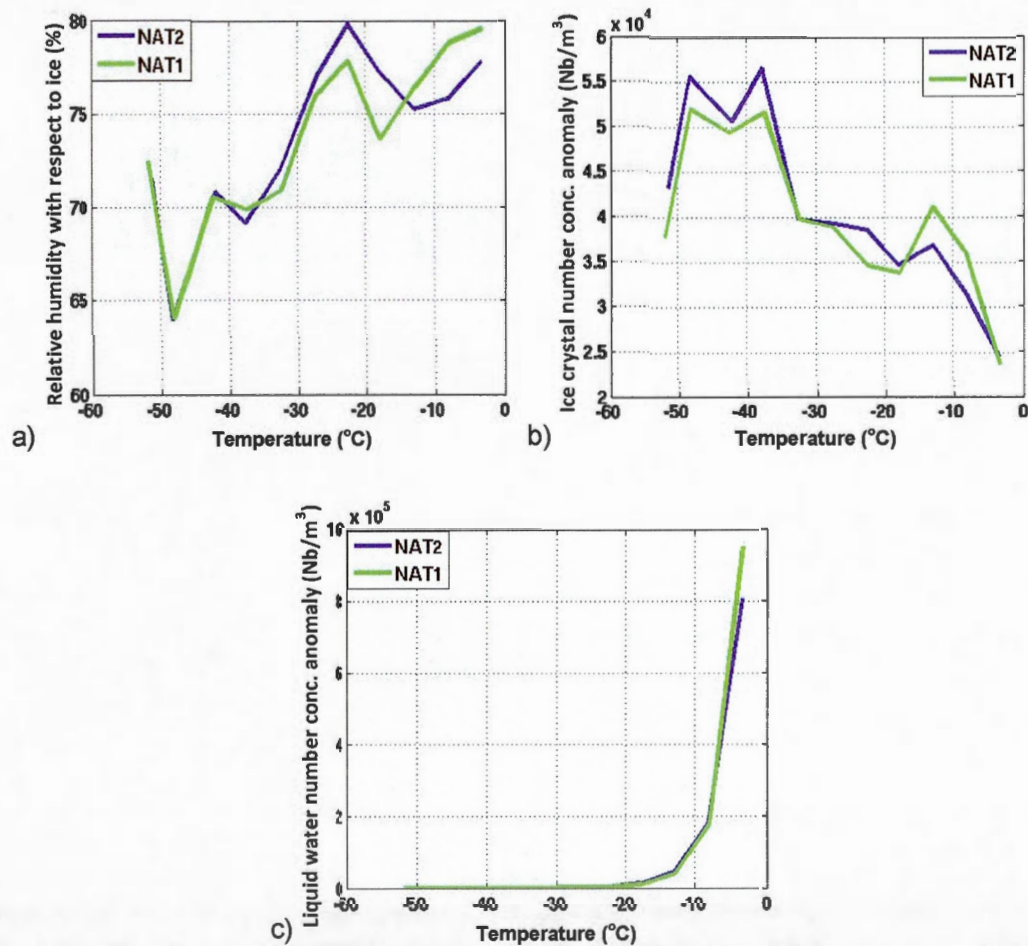 Relative humidity with respect to ice (%)
80
75
70
65
60
NAT2
NAT1
-60 -50 -40 -30 -20 -10 0
Temperature (°C)
a)
Ice crystal number conc. anomaly (Nb/m³)
x 10⁴
6
5.5
5
4.5
4
3.5
3
2.5
2
NAT2
NAT1
-60 -50 -40 -30 -20 -10 0
Temperature (°C)
b)
Liquid water number conc. anomaly (Nb/m³)
x 10⁵
10
8
6
4
2
0
NAT2
NAT1
-60 -50 -40 -30 -20 -10 0
Temperature (°C)
c)